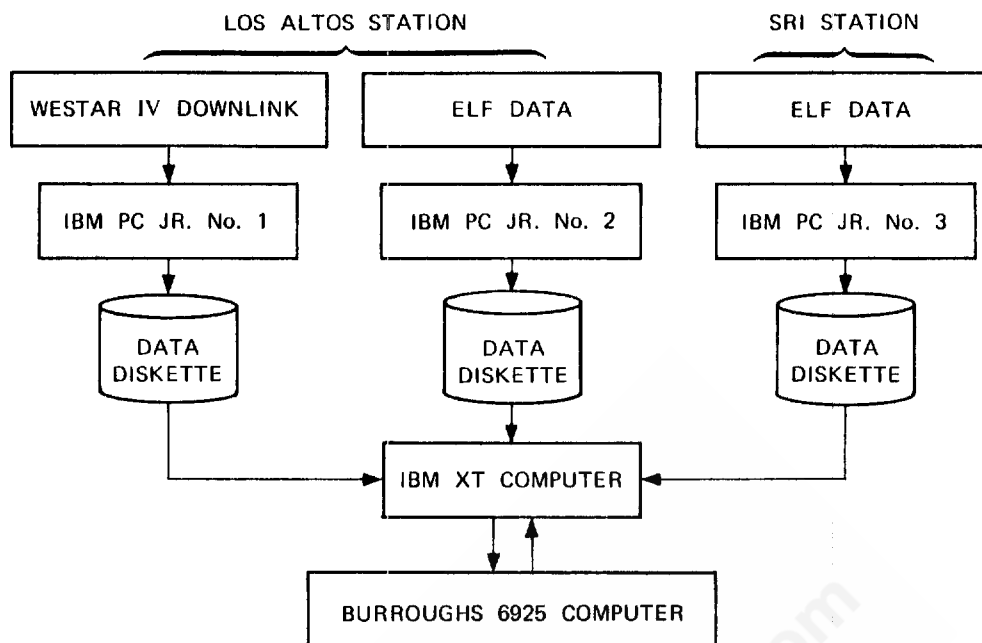 LOS ALTOS STATION
SRI STATION
WESTAR IV DOWNLINK
ELF DATA
ELF DATA
IBM PC JR. No. 1
IBM PC JR. No. 2
IBM PC JR. No. 3
DATA
DISKETTE
DATA
DISKETTE
DATA
DISKETTE
IBM XT COMPUTER
BURROUGHS 6925 COMPUTER